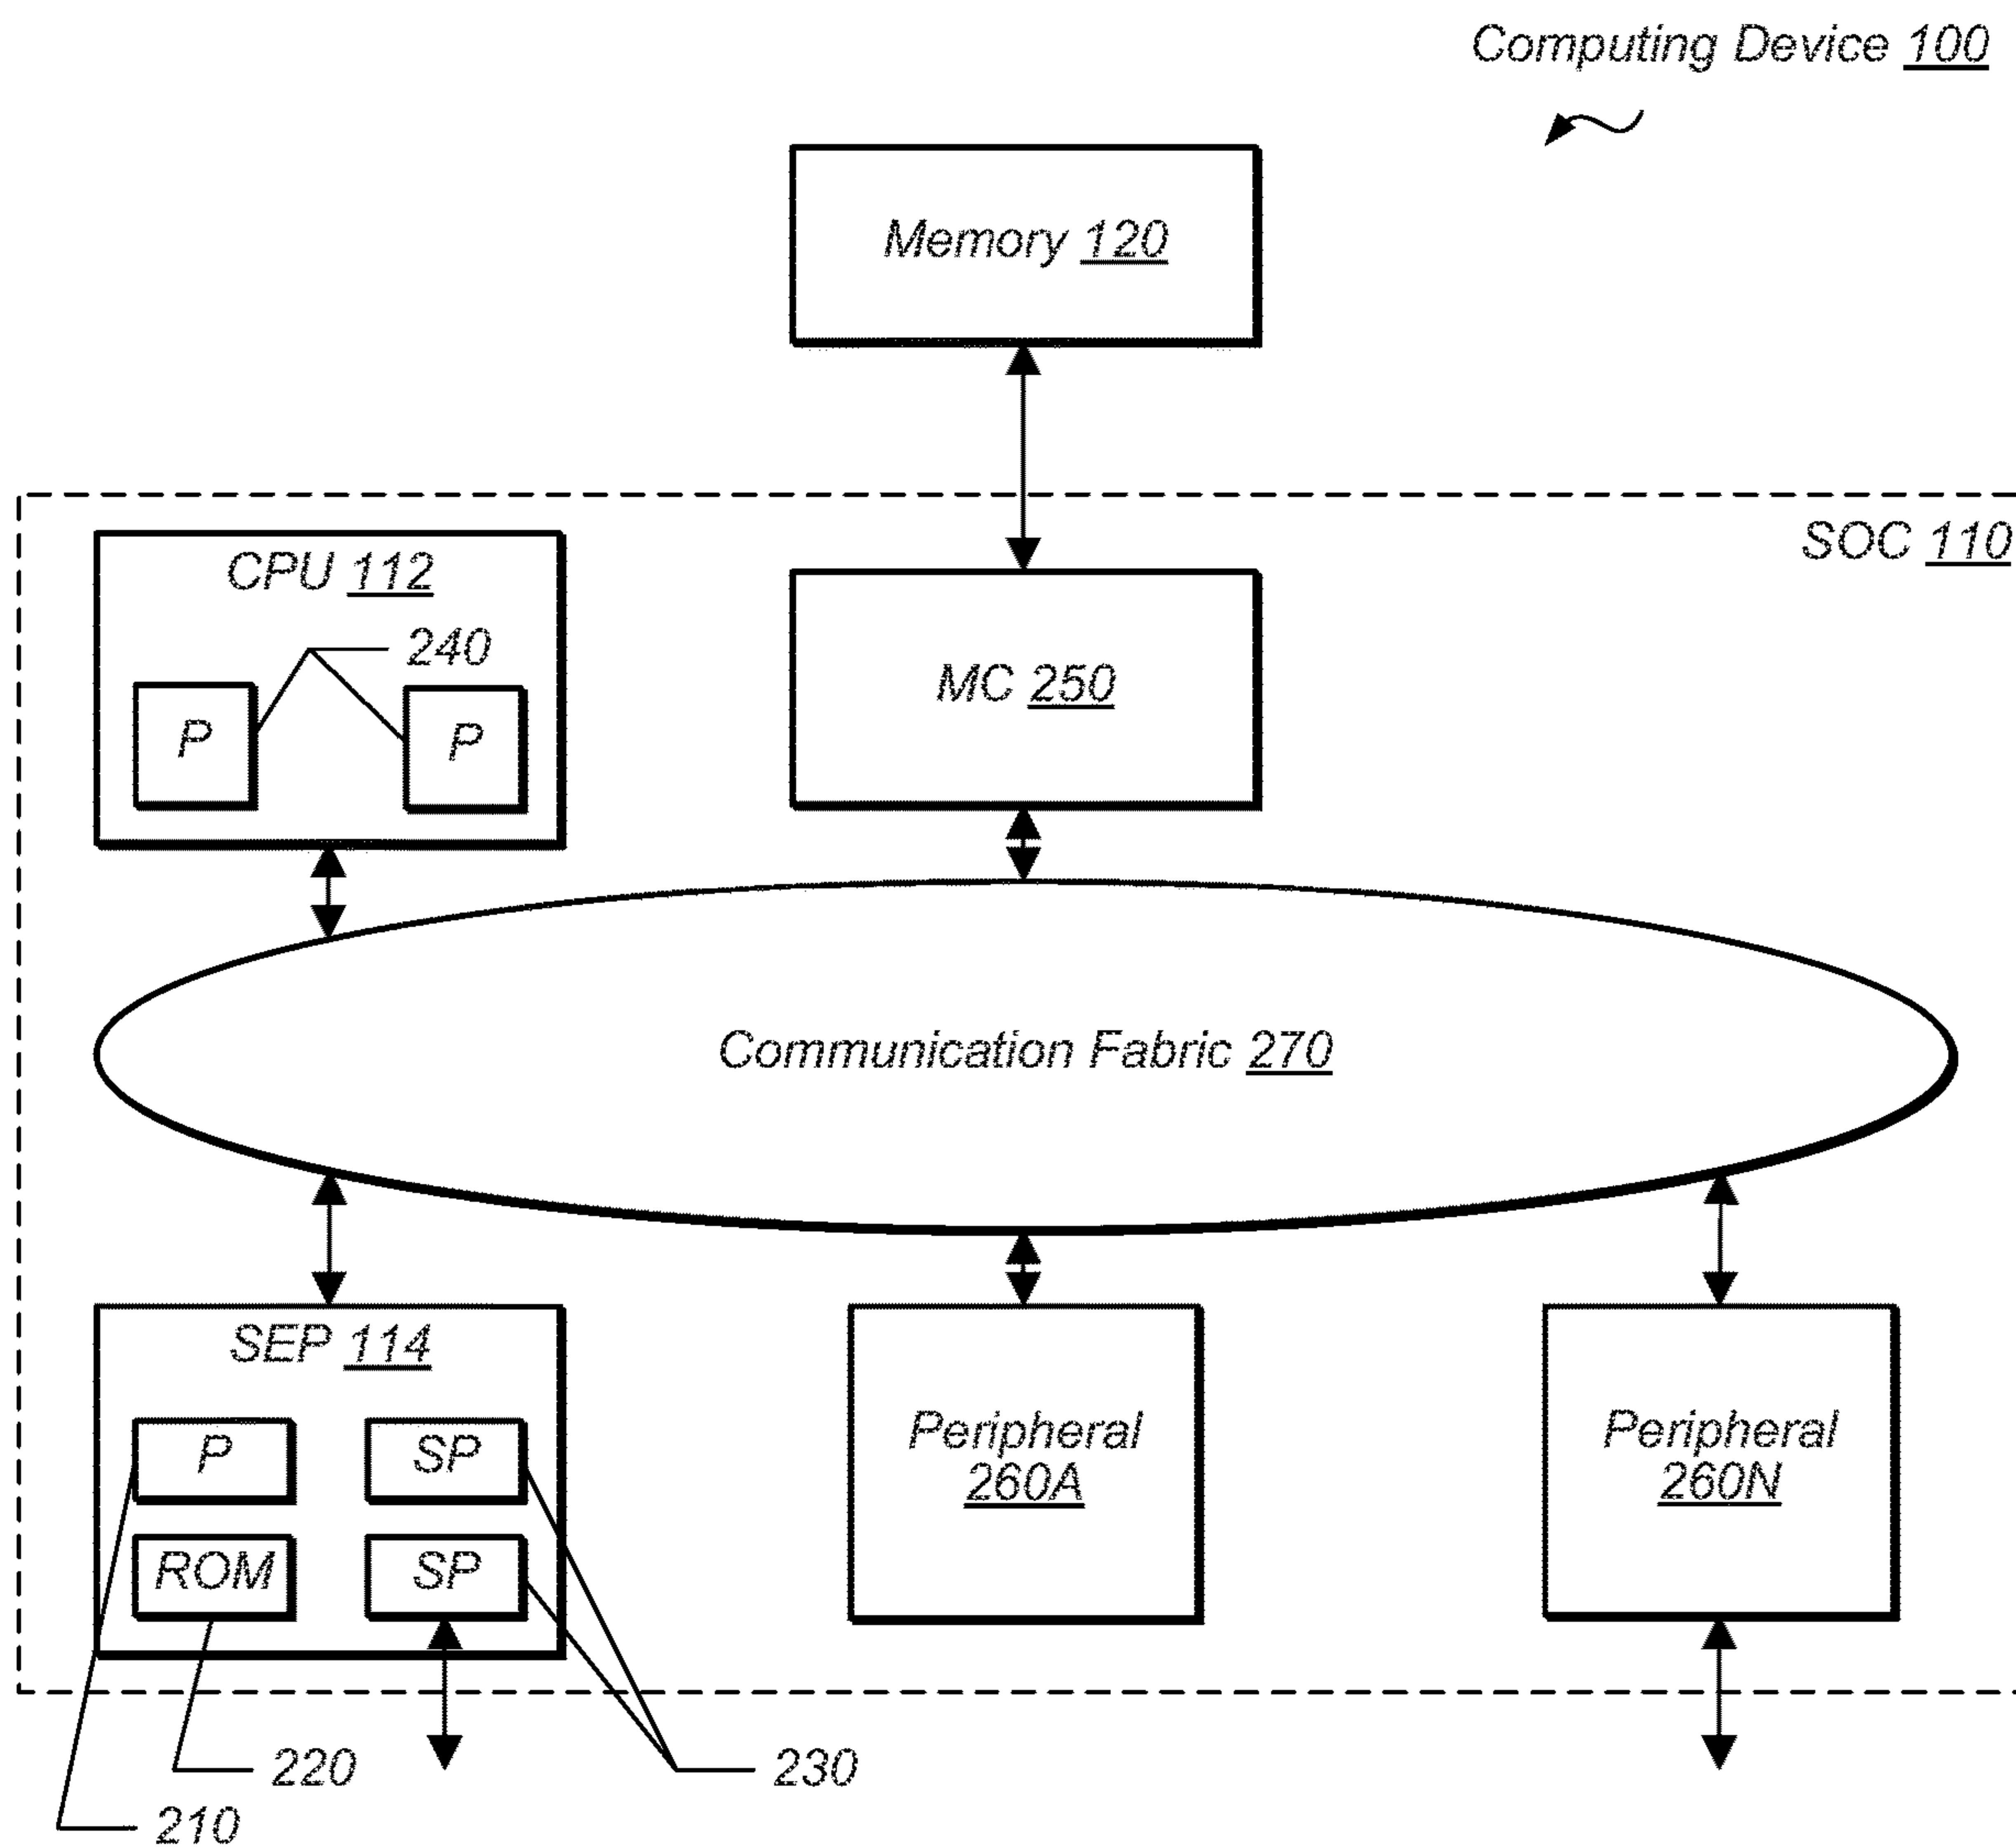 Computing Device 100
Memory 120
SOC 110
CPU 112
240
P
P
MC 250
Communication Fabric 270
SEP 114
P
SP
ROM
SP
Peripheral
260A
Peripheral
260N
220
230
210